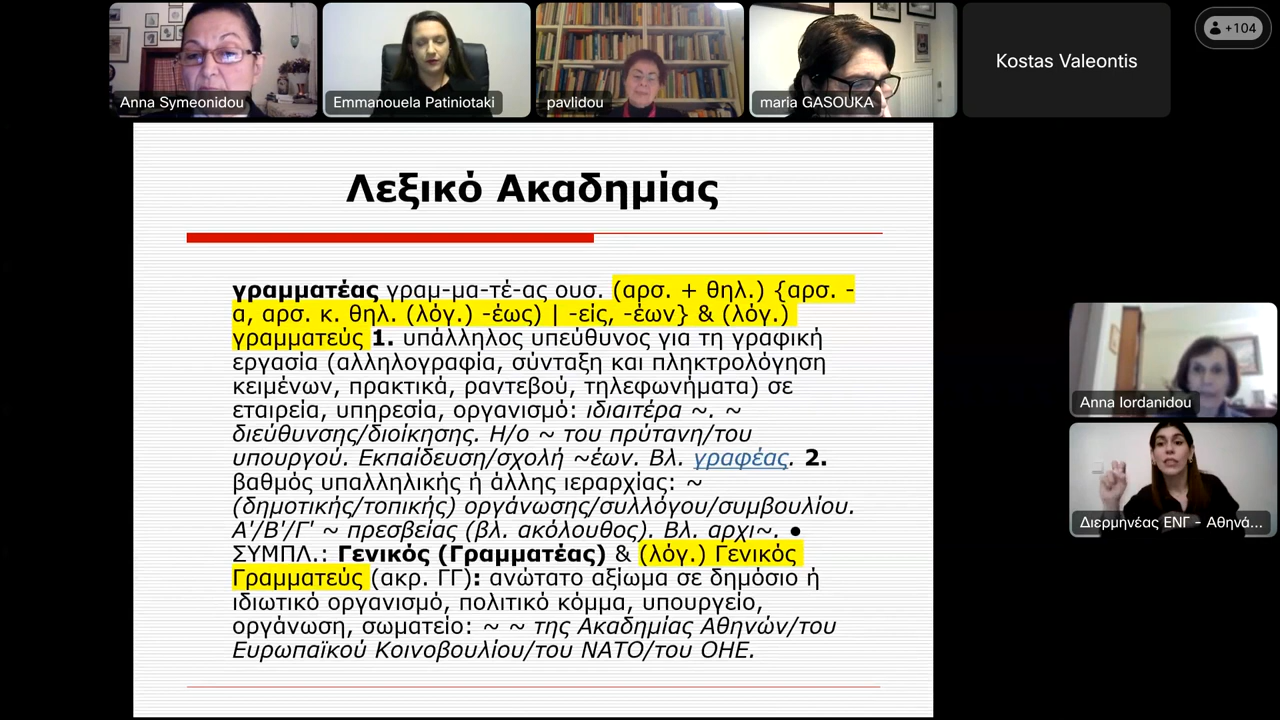 +104
Kostas Valeontis
Anna Symeonidou
Emmanouela Patiniotaki
pavlidou
maria GASOUKA
Λεξικό Ακαδημίας
γραμματέας γραμ-μα-τέ-ας ουσ. (αρσ. + θηλ.) {αρσ. -
α, αρσ. κ. θηλ. (λόγ.) -έως) | -είς, -έων} & (λόγ.)
γραμματεύς 1. υπάλληλος υπεύθυνος για τη γραφική
εργασία (αλληλογραφία, σύνταξη και πληκτρολόγηση
κειμένων, πρακτικά, ραντεβού, τηλεφωνήματα) σε
εταιρεία, υπηρεσία, οργανισμό: ιδιαιτέρα ~. ~
διεύθυνσης/διοίκησης. Η/ο ~ του πρύτανη/του
υπουργού. Εκπαίδευση/σχολή ~έων. Βλ. γραφέας. 2.
βαθμός υπαλληλικής ή άλλης ιεραρχίας: ~
(δημοτικής/τοπικής) οργάνωσης/συλλόγου/συμβουλίου.
Α'/Β'/Γ' ~ πρεσβείας (βλ. ακόλουθος). Βλ. αρχι~. ●
ΣΥΜΠΛ.: Γενικός (Γραμματέας) & (λόγ.) Γενικός
Γραμματεύς (ακρ. ΓΓ): ανώτατο αξίωμα σε δημόσιο ή
ιδιωτικό οργανισμό, πολιτικό κόμμα, υπουργείο,
οργάνωση, σωματείο: ~ ~ της Ακαδημίας Αθηνών/του
Ευρωπαϊκού Κοινοβουλίου/του ΝΑΤΟ/του ΟΗΕ.
Anna Iordanidou
Διερμηνέας ΕΝΓ - Αθηνά...